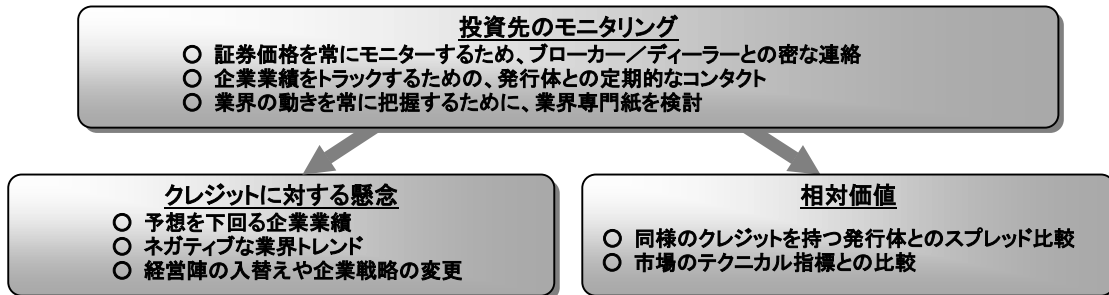 投資先のモニタリング
○ 証券価格を常にモニターするため、ブローカー／ディーラーとの密な連絡
○ 企業業績をトラックするための、発行体との定期的なコンタクト
○ 業界の動きを常に把握するために、業界専門紙を検討
クレジットに対する懸念
○ 予想を下回る企業業績
○ ネガティブな業界トレンド
○ 経営陣の入替えや企業戦略の変更
相対価値
○ 同様のクレジットを持つ発行体とのスプレッド比較
○ 市場のテクニカル指標との比較